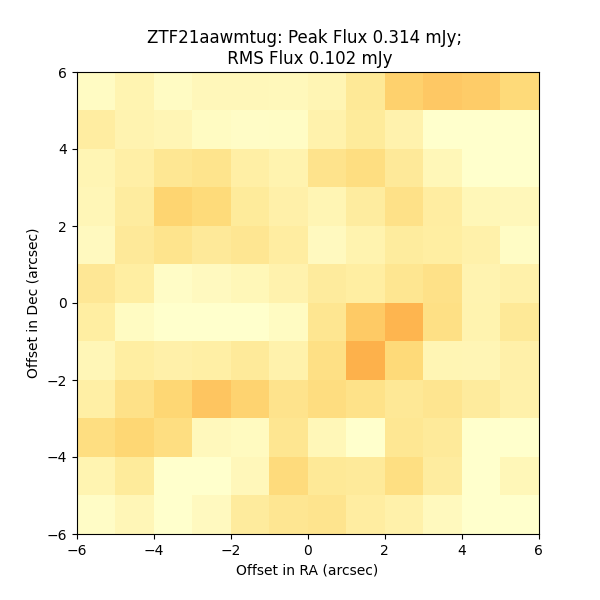 ZTF21aawmtug: Peak Flux 0.314 mJy;
RMS Flux 0.102 mJy
6
4
2
0
−2
−4
−6
Offset in Dec (arcsec)
−6 −4 −2 0 2 4 6
Offset in RA (arcsec)